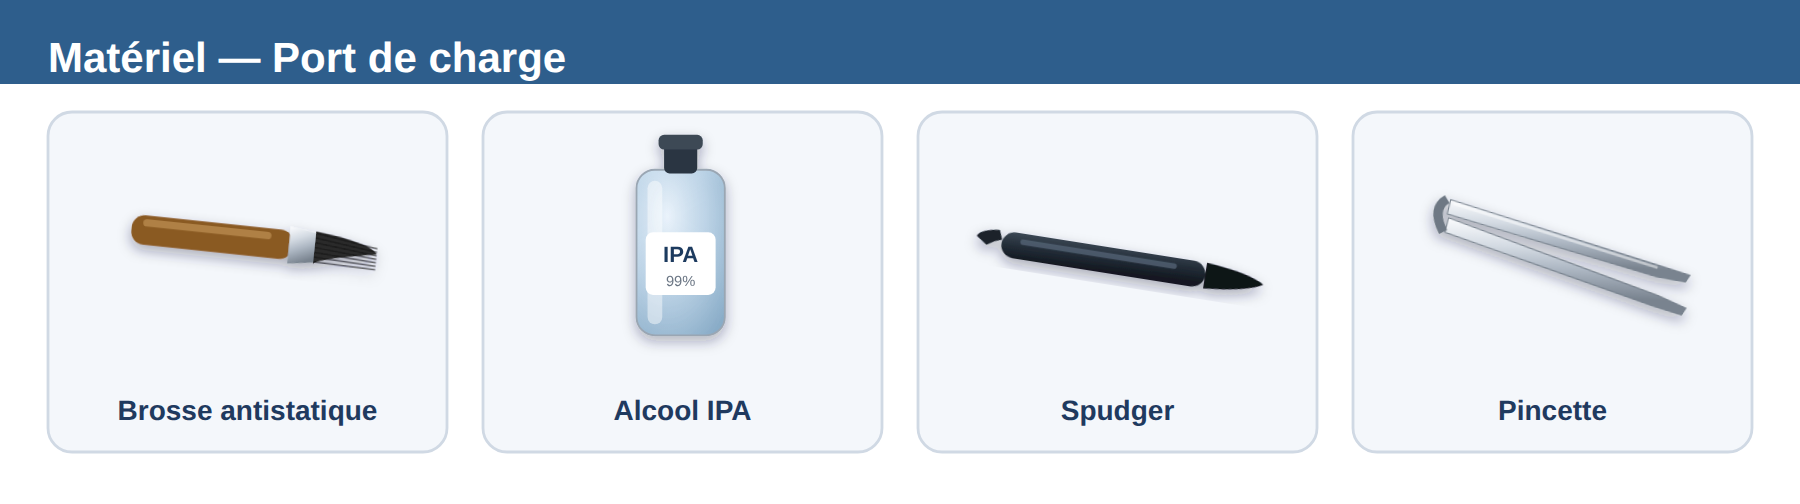 Matériel — Port de charge
IPA
99%
Brosse antistatique
Alcool IPA
Spudger
Pincette